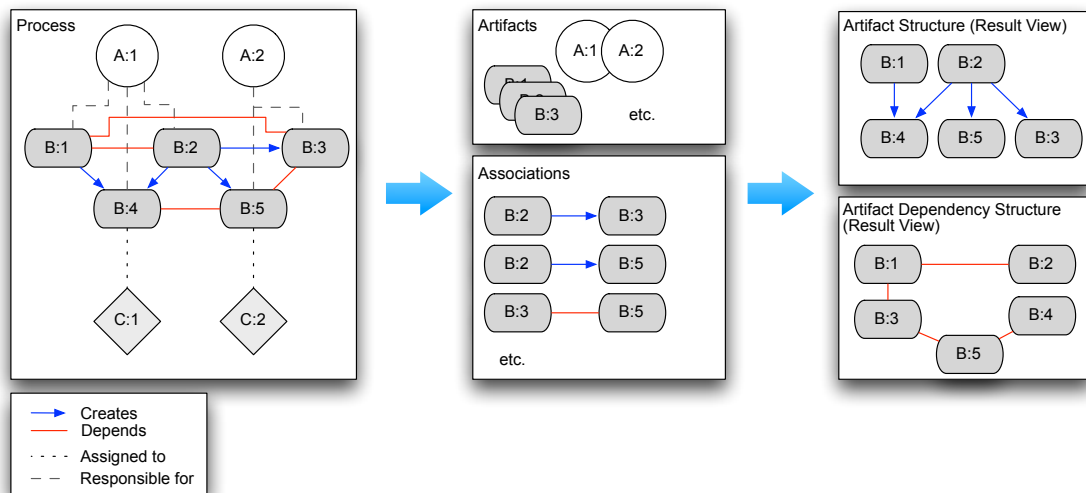 Process
A:1
A:2
B:1
B:2
B:3
B:4
B:5
C:1
C:2
Creates
Depends
Assigned to
Responsible for
Artifacts
A:1
A:2
B:3
etc.
Associations
B:2
B:3
B:2
B:5
B:3
B:5
etc.
Artifact Structure (Result View)
B:1
B:2
B:4
B:5
B:3
Artifact Dependency Structure
(Result View)
B:1
B:2
B:3
B:4
B:5